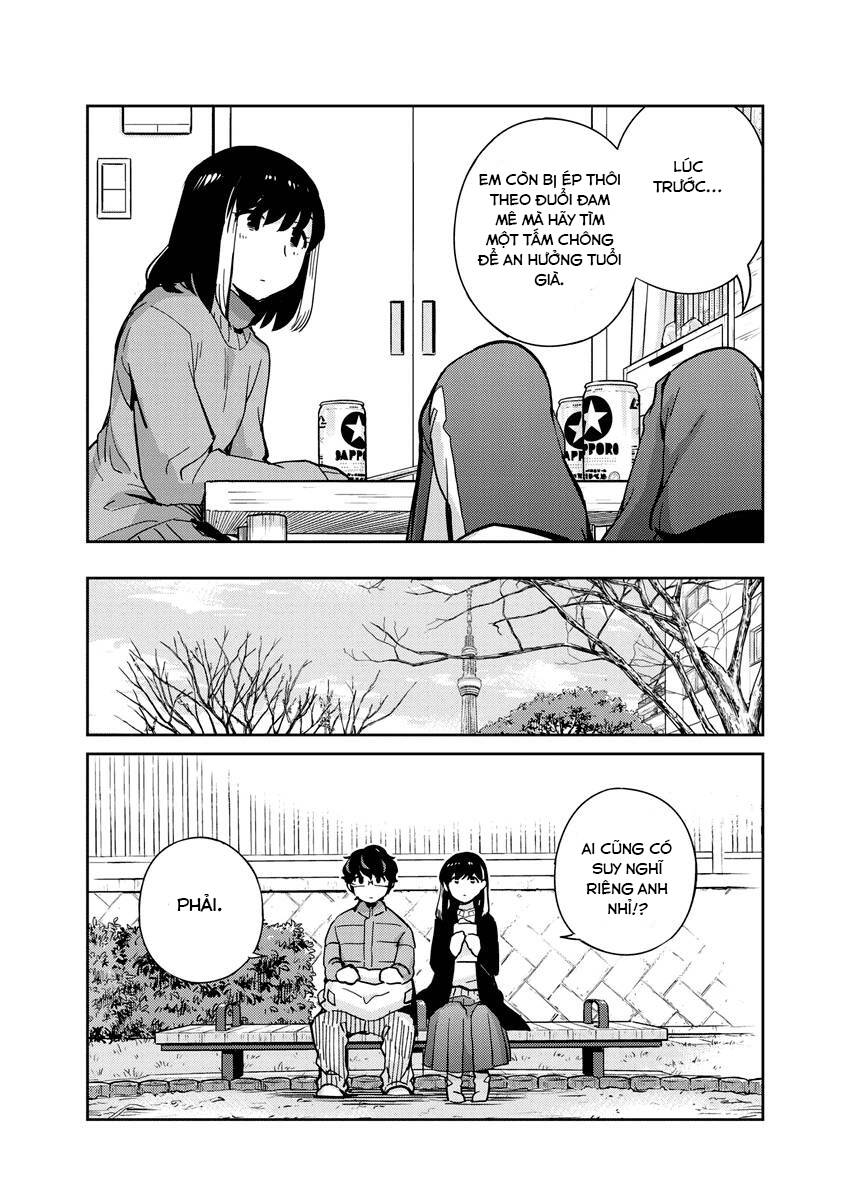 LÚC
TRƯỚC...
EM CÒN BỊ ÉP THÔI
THEO ĐUỔI ĐAM
MÊ MÀ HÃY TÌM
MỘT TẤM CHÔNG
ĐỂ AN HƯỞNG TUỔI
GIÀ.
SAPPORO
SAPPORO
AI CŨNG CÓ
SUY NGHĨ
RIÊNG ANH
NHỈ!?
PHẢI.